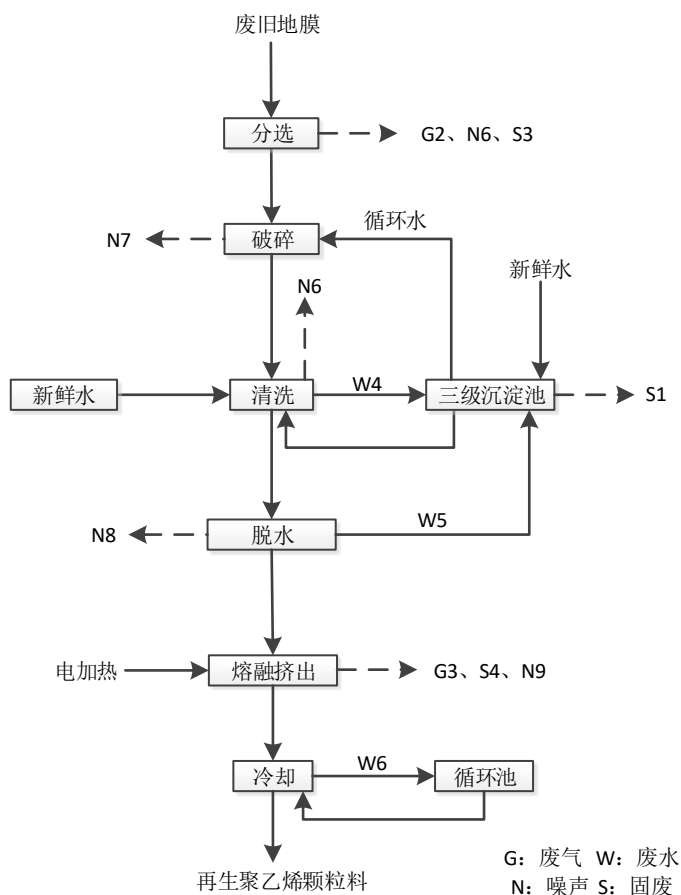 废旧地膜
分选
G2、N6、S3
循环水
N7
破碎
新鲜水
N6
新鲜水
清洗
W4
三级沉淀池
S1
N8
脱水
W5
电加热
熔融挤出
G3、S4、N9
冷却
W6
循环池
再生聚乙烯颗粒料
G：废气 W：废水
N：噪声 S：固废